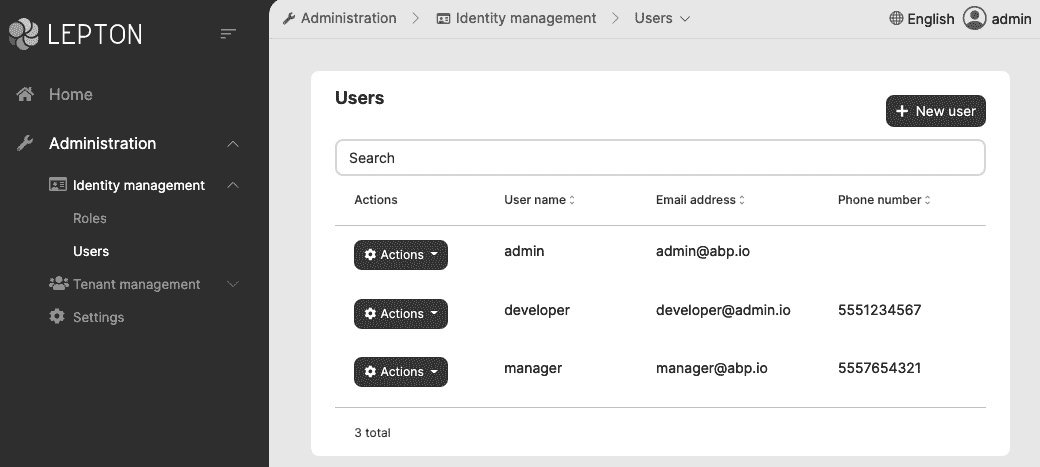 LEPTON
Home
Administration
Identity management
Roles
Users
Tenant management
Settings
Administration > Identity management > Users
English admin
Users
+ New user
Search
Actions User name Email address Phone number
Actions admin admin@abp.io
Actions developer developer@admin.io 5551234567
Actions manager manager@abp.io 5557654321
3 total